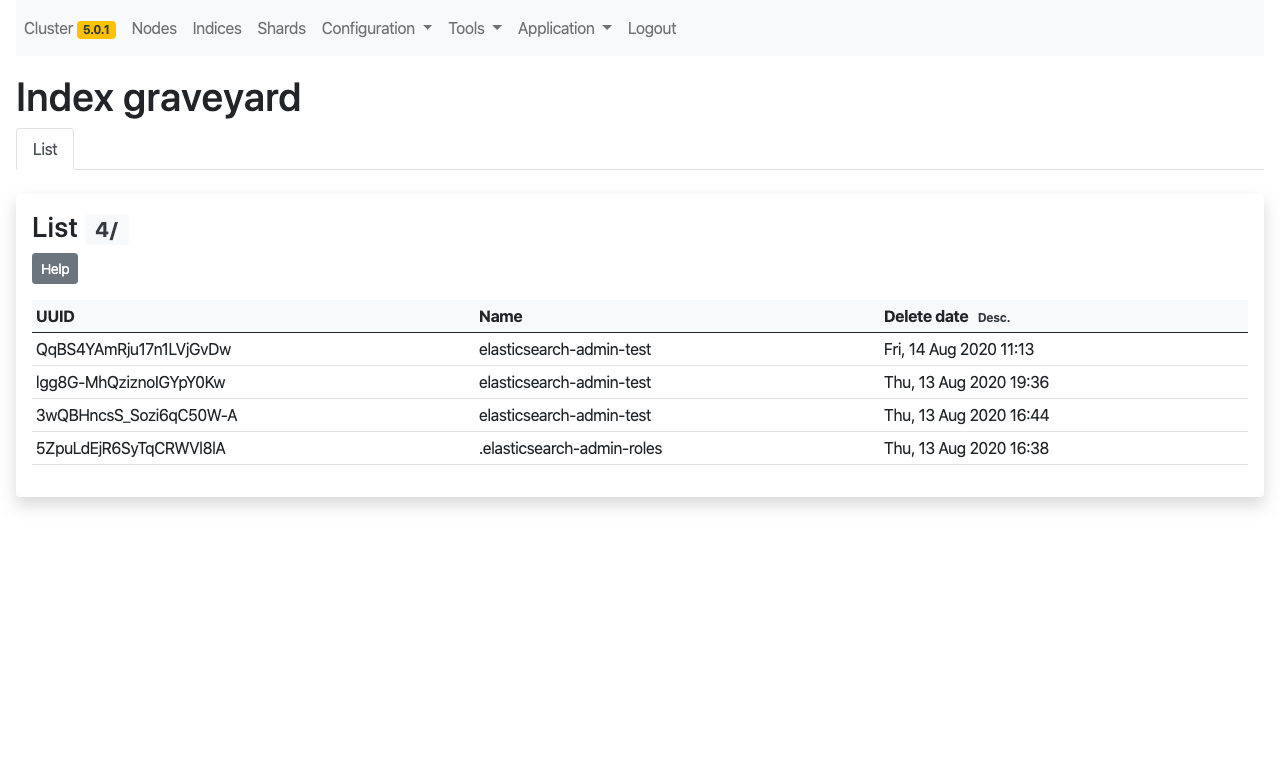 Cluster 5.0.1 Nodes Indices Shards Configuration Tools Application Logout
Index graveyard
List
List 4/
Help
UUID Name Delete date Desc.
QqBS4YAmRju17n1LVjGvDw elasticsearch-admin-test Fri, 14 Aug 2020 11:13
Igg8G-MhQziznoIGYpY0Kw elasticsearch-admin-test Thu, 13 Aug 2020 19:36
3wQBHncsS_Sozi6qC50W-A elasticsearch-admin-test Thu, 13 Aug 2020 16:44
5ZpuLdEjR6SyTqCRWVI8lA .elasticsearch-admin-roles Thu, 13 Aug 2020 16:38